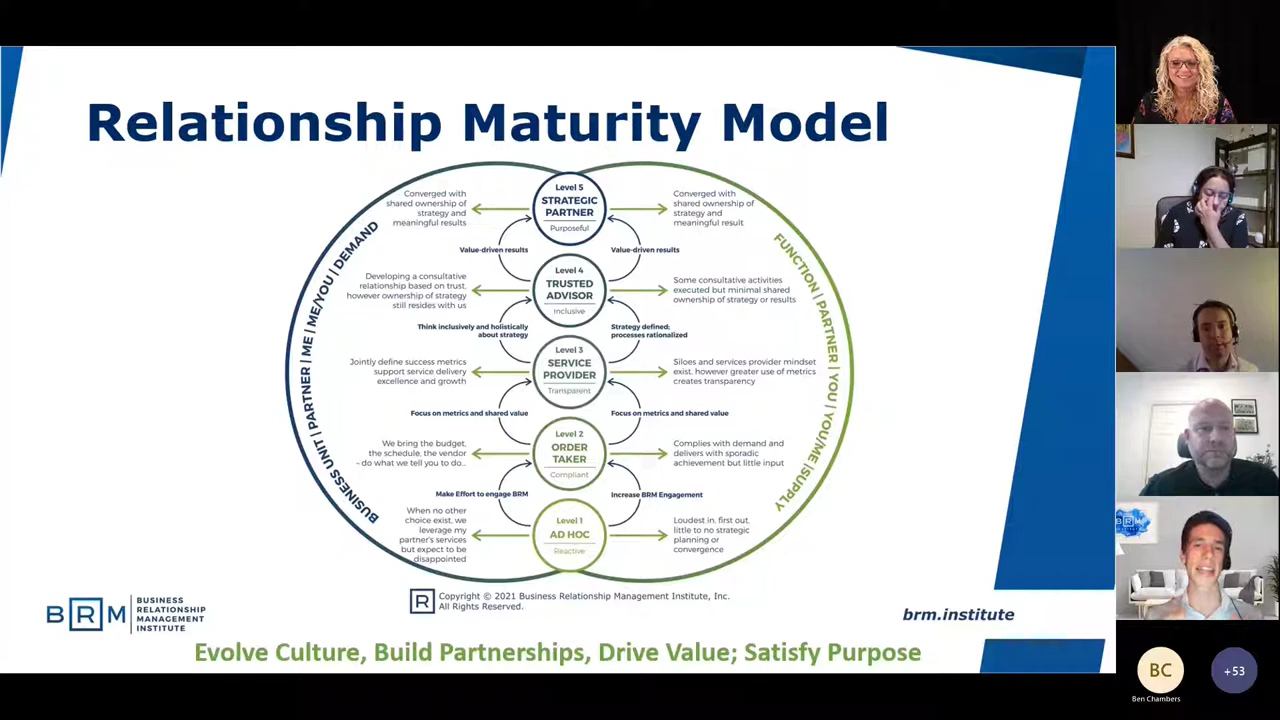 Relationship Maturity Model
BUSINESS UNIT | PARTNER | ME | ME/YOU | DEMAND
FUNCTION | PARTNER | YOU | YOU/ME | SUPPLY
Converged with
shared ownership of
strategy and
meaningful results
Level 5
STRATEGIC
PARTNER
Purposeful
Converged with
shared ownership of
strategy and
meaningful result
Value-driven results
Value-driven results
Developing a consultative
relationship based on trust,
however ownership of strategy
still resides with us
Level 4
TRUSTED
ADVISOR
Inclusive
Some consultative activities
executed but minimal shared
ownership of strategy or results
Think inclusively and holistically
about strategy
Strategy defined;
processes rationalized
Jointly define success metrics
support service delivery
excellence and growth
Level 3
SERVICE
PROVIDER
Transparent
Siloes and services provider mindset
exist, however greater use of metrics
creates transparency
Focus on metrics and shared value
Focus on metrics and shared value
We bring the budget,
the schedule, the vendor
– do what we tell you to do...
Level 2
ORDER
TAKER
Compliant
Complies with demand and
delivers with sporadic
achievement but little input
Make Effort to engage BRM
Increase BRM Engagement
When no other
choice exist, we
leverage my
partner's services
but expect to be
disappointed
Level 1
AD HOC
Reactive
Loudest in, first out,
little to no strategic
planning or
convergence
R
Copyright © 2021 Business Relationship Management Institute, Inc.
All Rights Reserved.
BRM
BUSINESS
RELATIONSHIP
MANAGEMENT
INSTITUTE
brm.institute
Evolve Culture, Build Partnerships, Drive Value; Satisfy Purpose
BRM
BC
Ben Chambers
+53